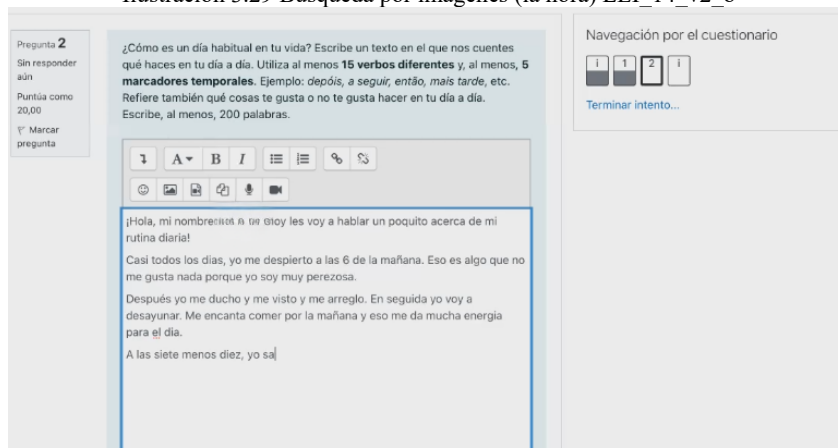 Ilustración 3.29 Búsqueda por imágenes (la hora)
Pregunta 2
Sin responder
aún
Puntúa como
20,00
Marcar
pregunta
¿Cómo es un día habitual en tu vida? Escribe un texto en el que nos cuentes
qué haces en tu día a día. Utiliza al menos 15 verbos diferentes y, al menos, 5
marcadores temporales. Ejemplo: depóis, a seguir, então, mais tarde, etc.
Refiere también qué cosas te gusta o no te gusta hacer en tu día a día.
Escribe, al menos, 200 palabras.
A B I
¡Hola, mi nombre les voy a hablar un poquito acerca de mi
rutina diaria!
Casi todos los días, yo me despierto a las 6 de la mañana. Eso es algo que no
me gusta nada porque yo soy muy perezosa.
Después yo me ducho y me visto y me arreglo. En seguida yo voy a
desayunar. Me encanta comer por la mañana y eso me da mucha energía
para el día.
A las siete menos diez, yo sa
Navegación por el cuestionario
i 1 2 i
Terminar intento...